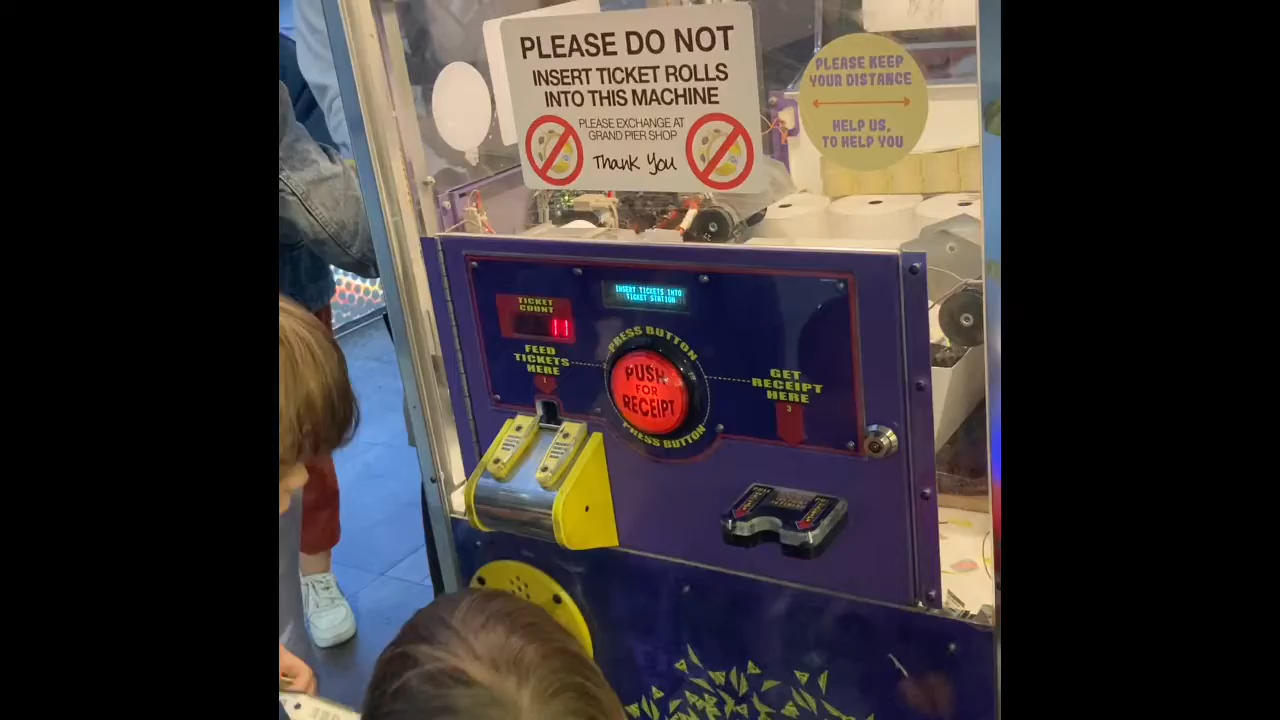 PLEASE DO NOT
INSERT TICKET ROLLS
INTO THIS MACHINE
PLEASE EXCHANGE AT
GRAND PIER SHOP
Thank You
PLEASE KEEP
YOUR DISTANCE
HELP US,
TO HELP YOU
INSERT TICKETS INTO
TICKET STATION
TICKET
COUNT
11
FEED
TICKETS
HERE
1
PRESS BUTTON
PUSH
FOR
RECEIPT
PRESS BUTTON
GET
RECEIPT
HERE
3